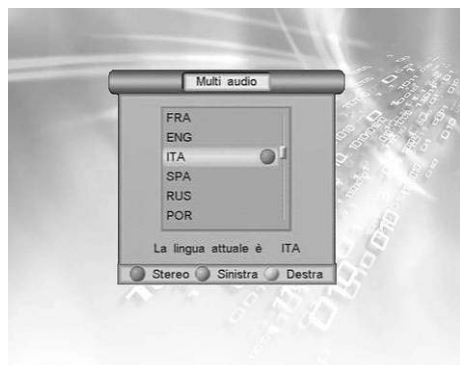 Multi audio
FRA
ENG
ITA
SPA
RUS
POR
La lingua attuale è ITA
Stereo Sinistra Destra